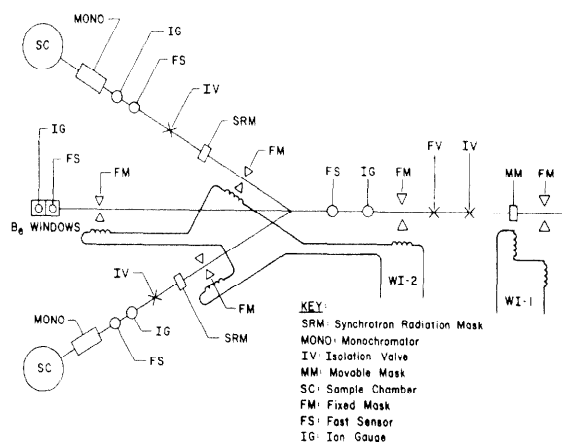 MONO
SC
IG
FS
IV
SRM
IG
FS
FM
FM
FS
IG
FM
FV
IV
MM
FM
Be WINDOWS
IV
FM
WI-2
WI-1
MONO
SRM
IG
FS
SC
KEY:
SRM: Synchrotron Radiation Mask
MONO: Monochromator
IV: Isolation Valve
MM: Movable Mask
SC: Sample Chamber
FM: Fixed Mask
FS: Fast Sensor
IG: Ion Gauge